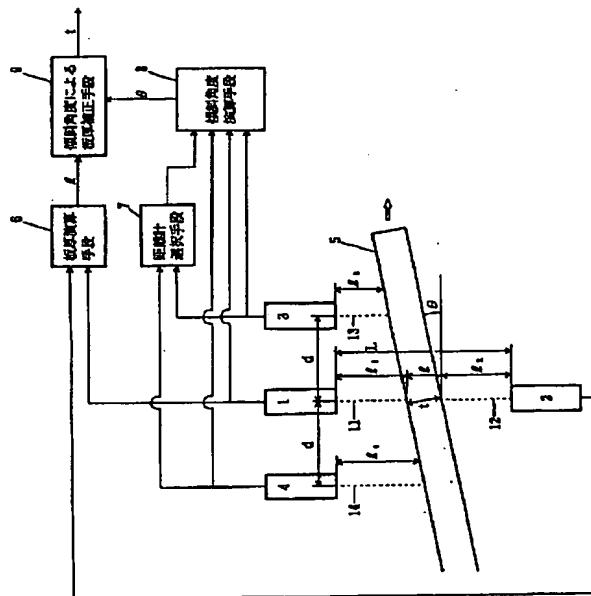 t
9
傾斜角度による
板厚補正手段
θ
8
傾斜角度
演算手段
ℓ
6
板厚演算
手段
7
距離計
選択手段
5
3
13
θ
d
L
1
ℓ₁
ℓ
t
ℓ₂
11
12
2
d
4
14